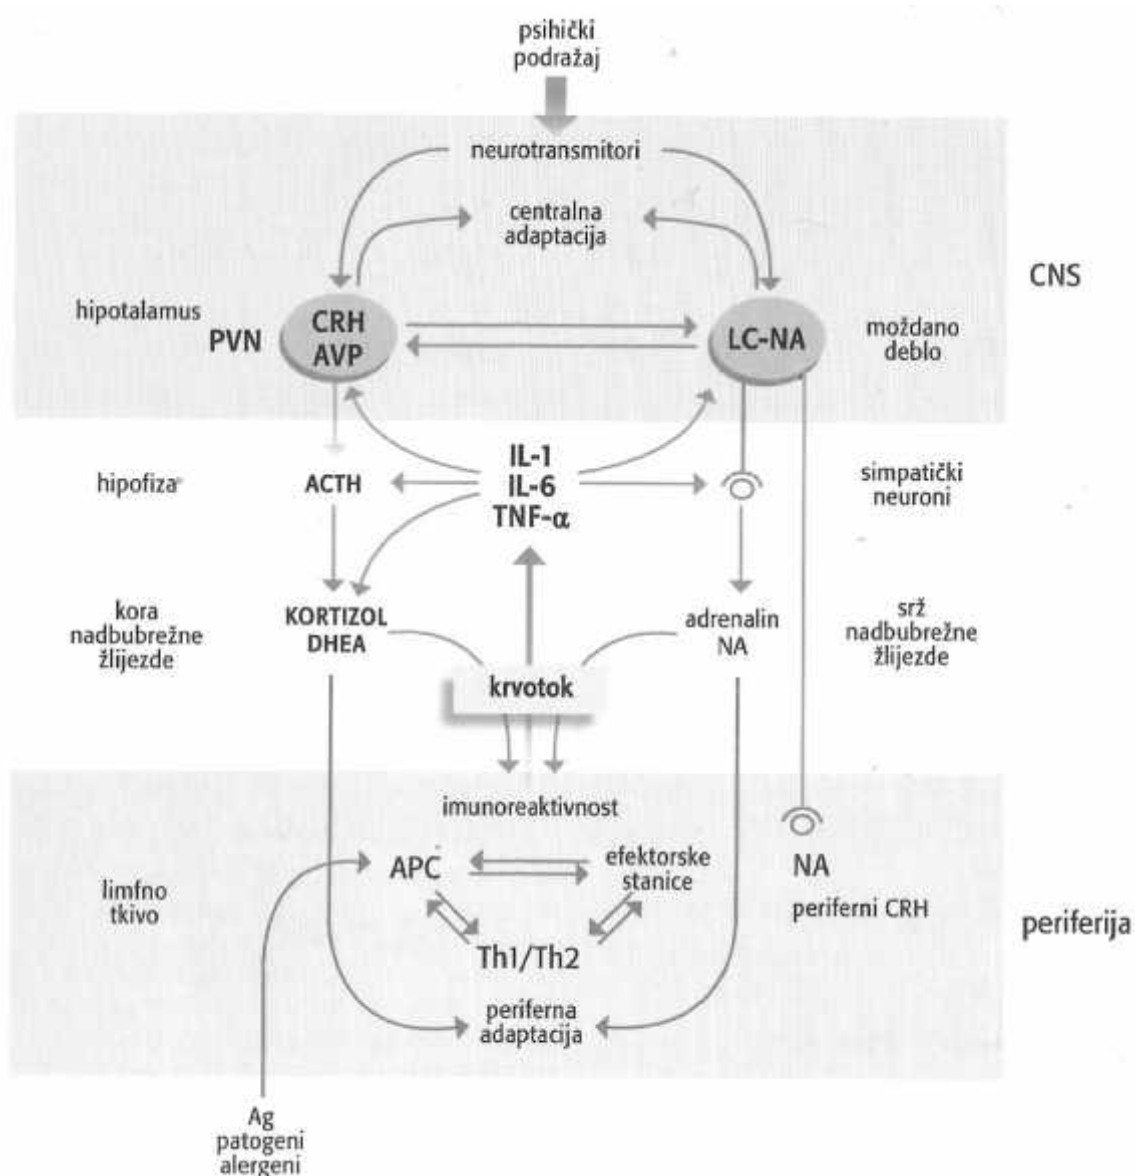 psihički
podražaj
neurotransmitori
centralna
adaptacija
CNS
hipotalamus
PVN
CRH
AVP
LC-NA
moždano
deblo
hipofiza
ACTH
IL-1
IL-6
TNF-α
simpatički
neuroni
kora
nadbubrežne
žlijezde
KORTIZOL
DHEA
adrenalin
NA
srž
nadbubrežne
žlijezde
krvotok
imunoreaktivnost
limfno
tkivo
APC
efektorske
stanice
NA
periferni CRH
periferija
Th1/Th2
periferna
adaptacija
Ag
patogeni
alergeni